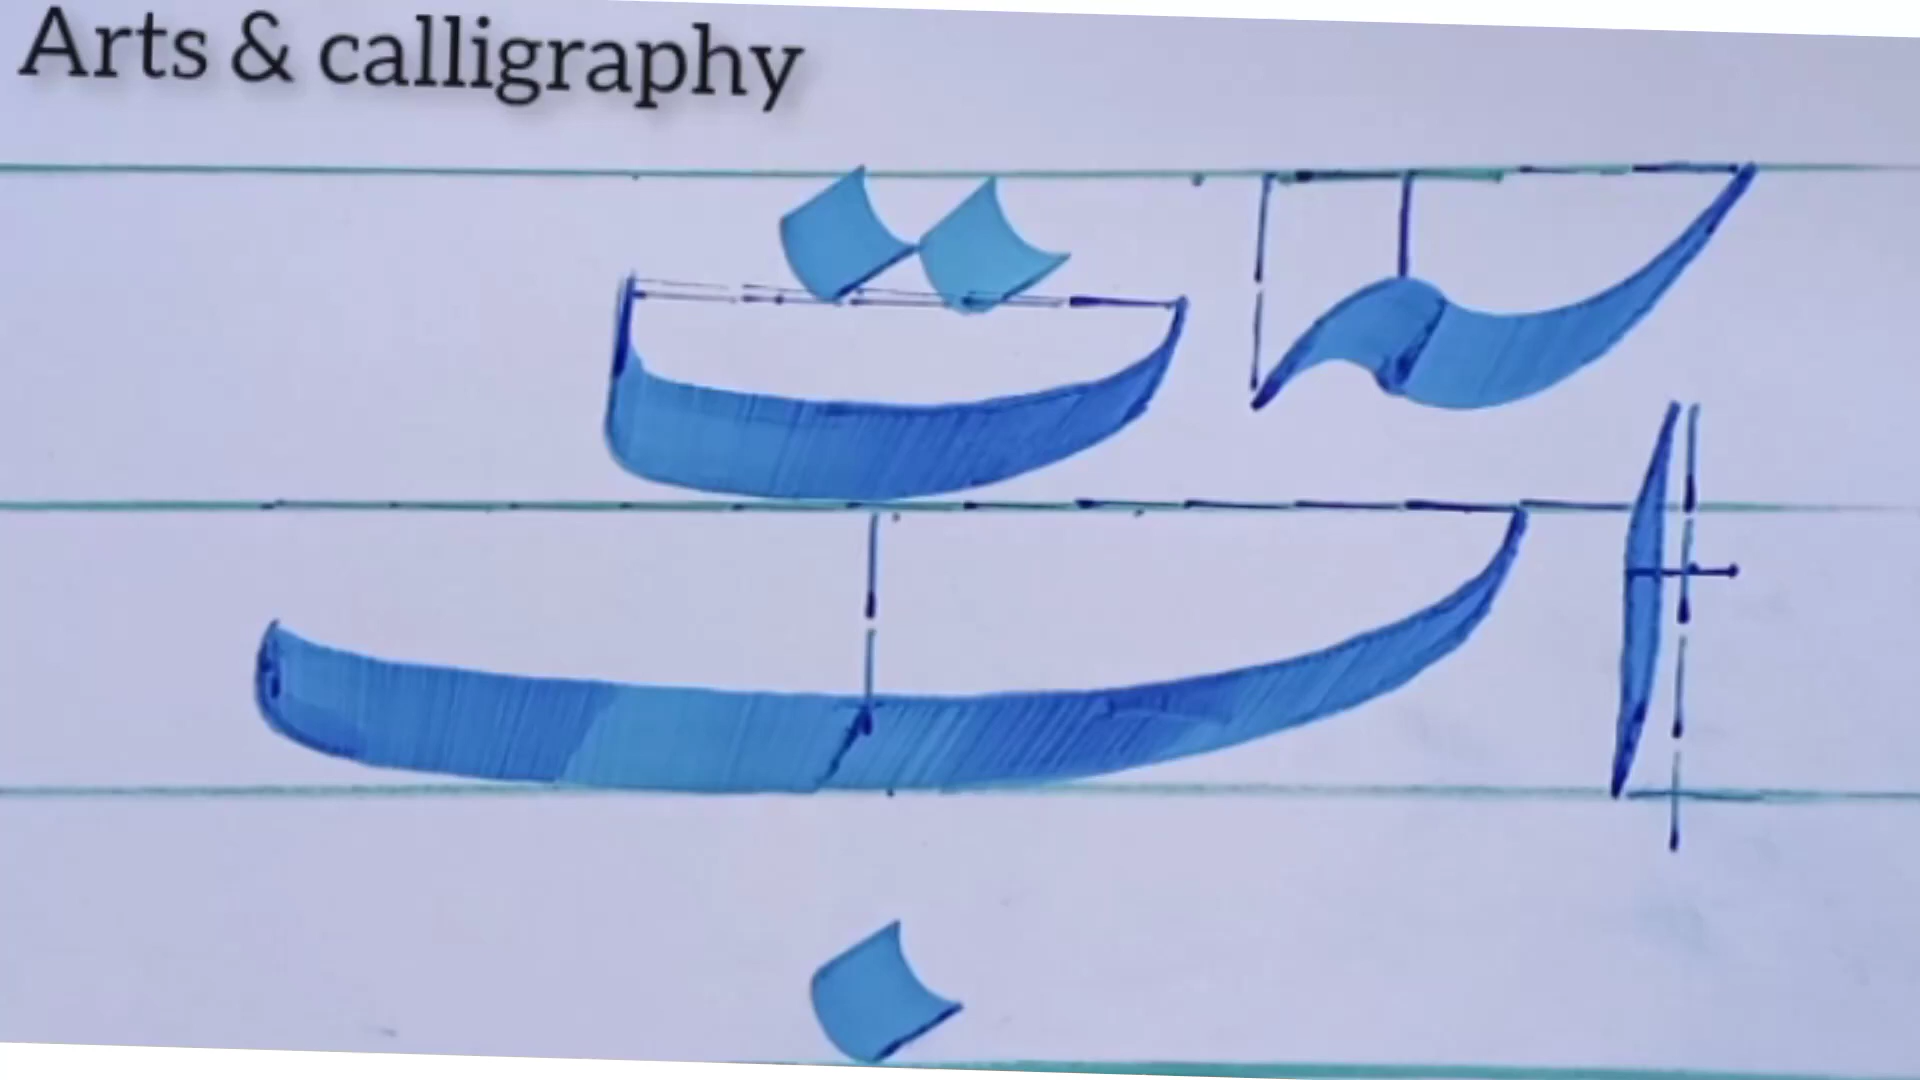 Arts & calligraphy
ا ب ت